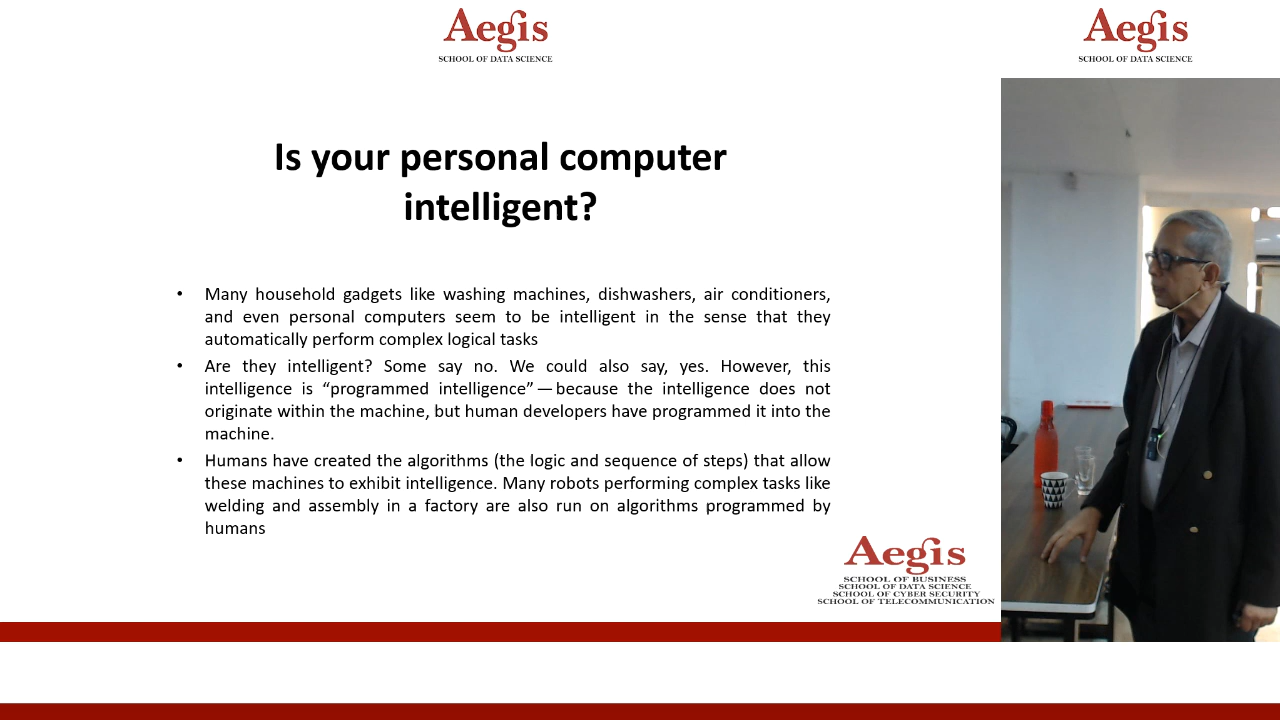 Aegis
SCHOOL OF DATA SCIENCE
Aegis
SCHOOL OF DATA SCIENCE
Is your personal computer
intelligent?
• Many household gadgets like washing machines, dishwashers, air conditioners,
and even personal computers seem to be intelligent in the sense that they
automatically perform complex logical tasks
• Are they intelligent? Some say no. We could also say, yes. However, this
intelligence is “programmed intelligence” — because the intelligence does not
originate within the machine, but human developers have programmed it into the
machine.
• Humans have created the algorithms (the logic and sequence of steps) that allow
these machines to exhibit intelligence. Many robots performing complex tasks like
welding and assembly in a factory are also run on algorithms programmed by
humans
Aegis
SCHOOL OF BUSINESS
SCHOOL OF DATA SCIENCE
SCHOOL OF CYBER SECURITY
SCHOOL OF TELECOMMUNICATION